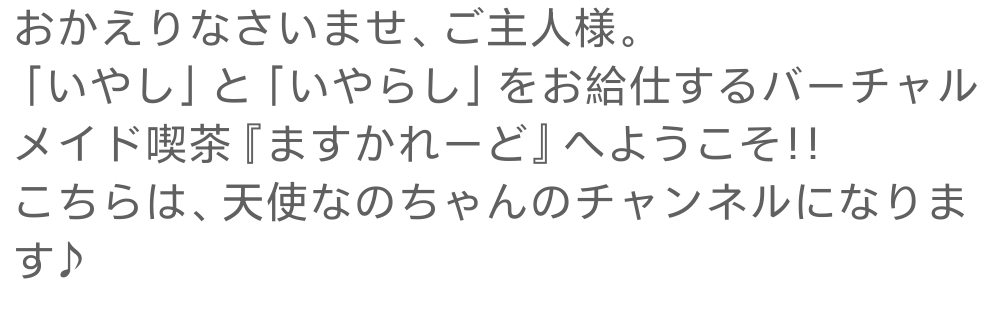 おかえりなさいませ、ご主人様。
「いやし」と「いやらし」をお給仕するバーチャル
メイド喫茶『ますかれーど』へようこそ!!
こちらは、天使なのちゃんのチャンネルになりま
す♪